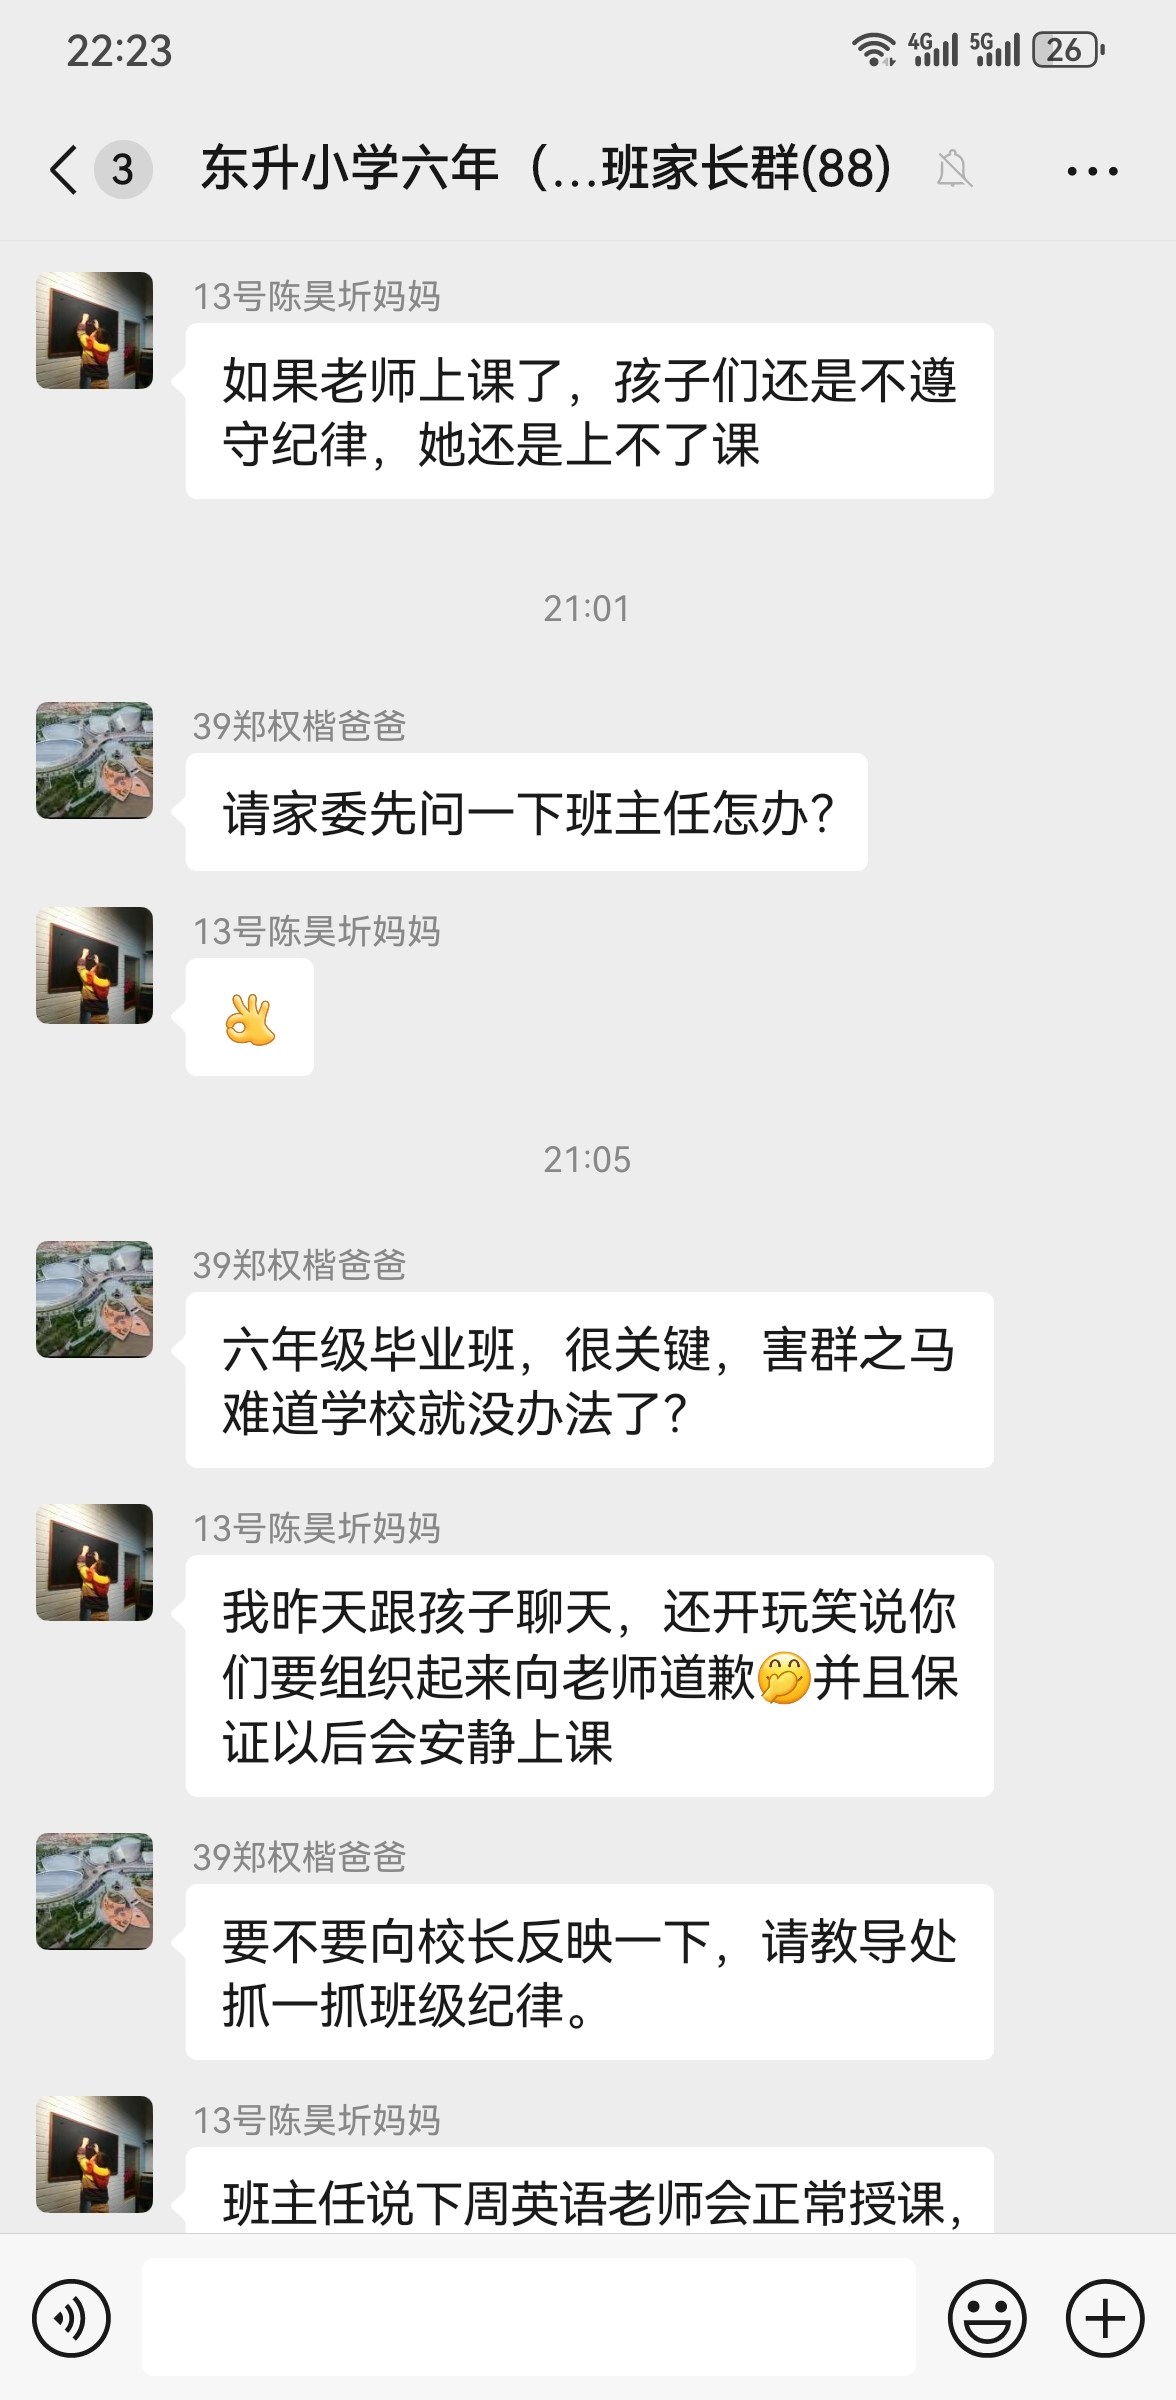 22:23
4G 5G 26
3 东升小学六年（...班家长群(88)
13号陈昊圻妈妈
如果老师上课了，孩子们还是不遵
守纪律，她还是上不了课
21:01
39郑权楷爸爸
请家委先问一下班主任怎办？
13号陈昊圻妈妈
21:05
39郑权楷爸爸
六年级毕业班，很关键，害群之马
难道学校就没办法了？
13号陈昊圻妈妈
我昨天跟孩子聊天，还开玩笑说你
们要组织起来向老师道歉🤭并且保
证以后会安静上课
39郑权楷爸爸
要不要向校长反映一下，请教导处
抓一抓班级纪律。
13号陈昊圻妈妈
班主任说下周英语老师会正常授课，